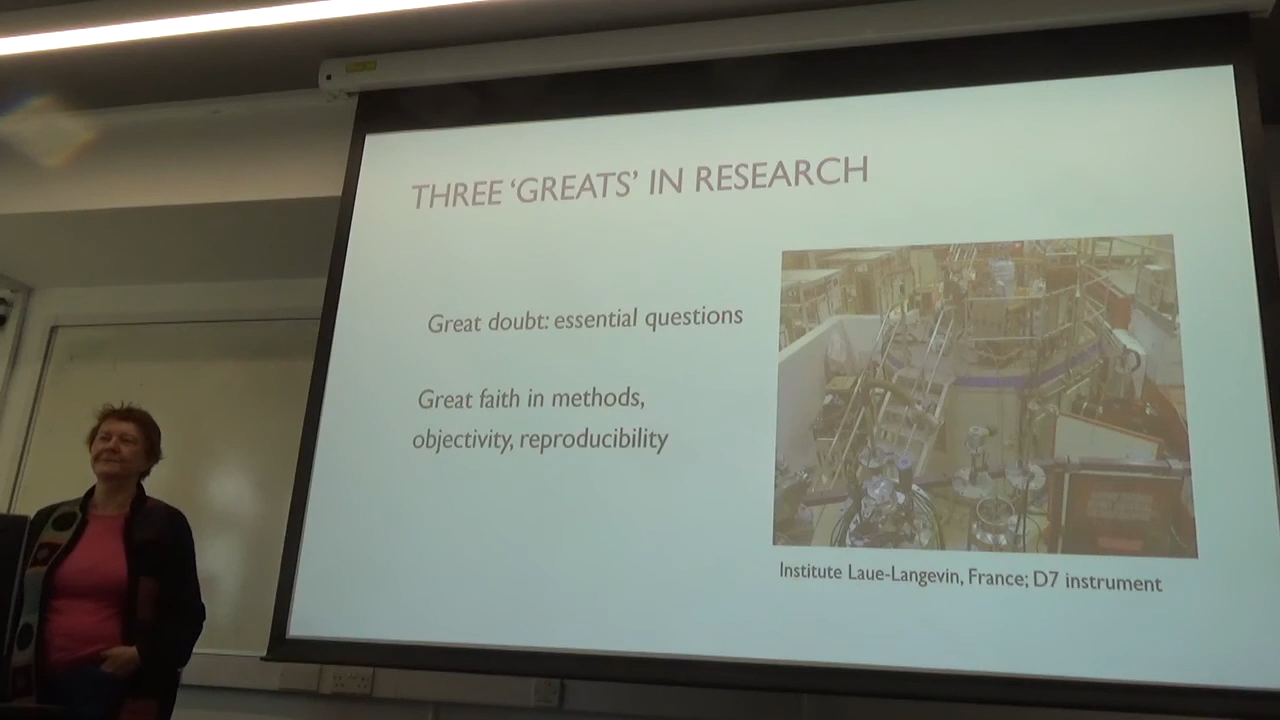 THREE ‘GREATS’ IN RESEARCH
Great doubt: essential questions
Great faith in methods,
objectivity, reproducibility
Institute Laue-Langevin, France; D7 instrument